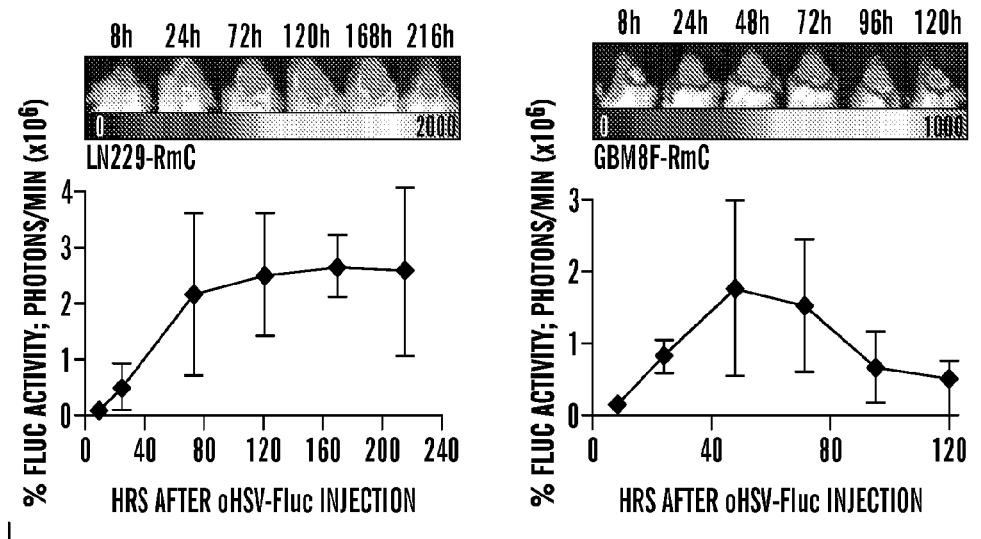 8h 24h 72h 120h 168h 216h
0 2000
LN229-RmC
% FLUC ACTIVITY; PHOTONS/MIN (x10⁶)
4
3
2
1
0
0 40 80 120 160 200 240
HRS AFTER oHSV-Fluc INJECTION
8h 24h 48h 72h 96h 120h
0 1000
GBM8F-RmC
% FLUC ACTIVITY; PHOTONS/MIN (x10⁶)
3
2
1
0
0 40 80 120
HRS AFTER oHSV-Fluc INJECTION